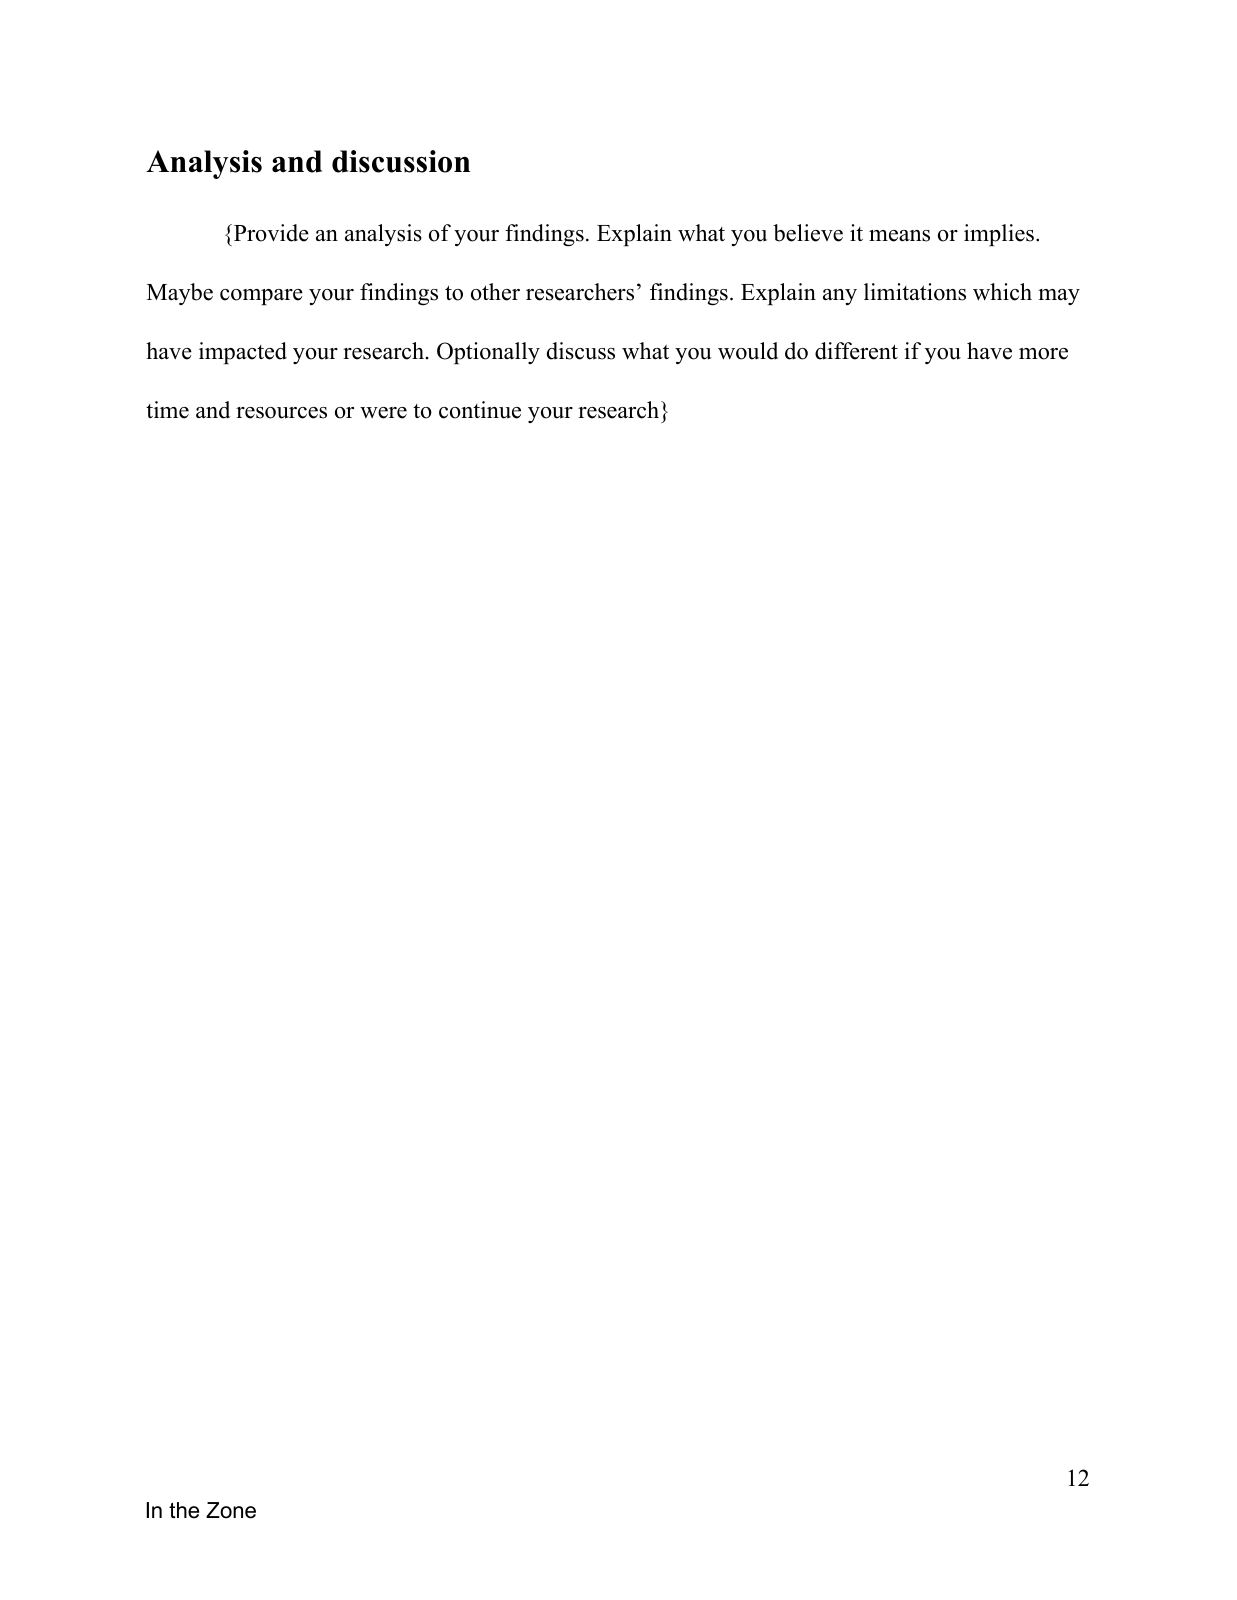 Analysis and discussion
{Provide an analysis of your findings. Explain what you believe it means or implies.
Maybe compare your findings to other researchers’ findings. Explain any limitations which may
have impacted your research. Optionally discuss what you would do different if you have more
time and resources or were to continue your research}
12
In the Zone